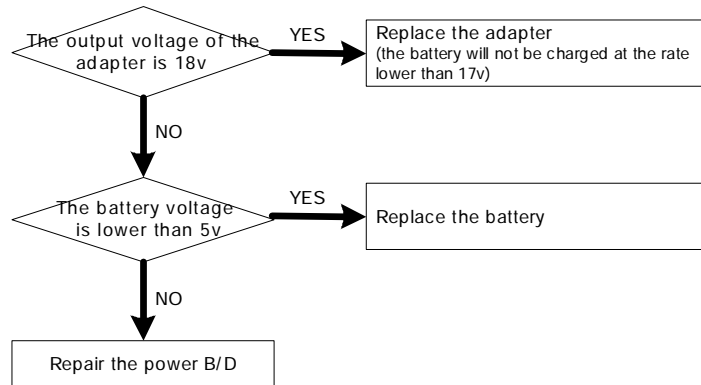 The output voltage of the
adapter is 18v
YES
Replace the adapter
(the battery will not be charged at the rate
lower than 17v)
NO
The battery voltage
is lower than 5v
YES
Replace the battery
NO
Repair the power B/D